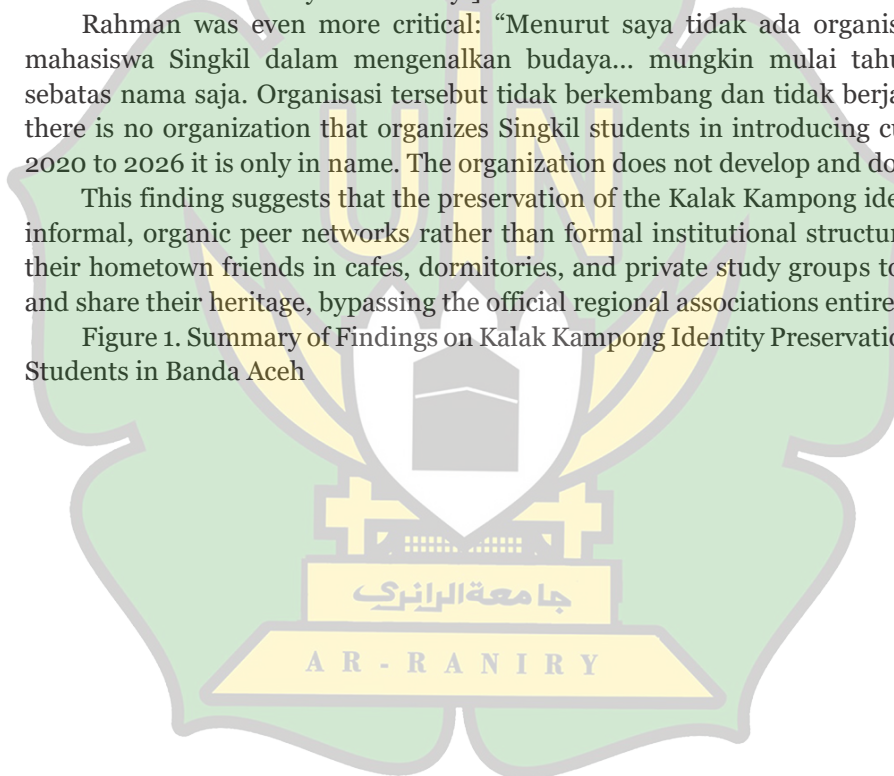 Rahman was even more critical: “Menurut saya tidak ada organis
mahasiswa Singkil dalam mengenalkan budaya... mungkin mulai tahu
sebatas nama saja. Organisasi tersebut tidak berkembang dan tidak berja
there is no organization that organizes Singkil students in introducing cu
2020 to 2026 it is only in name. The organization does not develop and do
This finding suggests that the preservation of the Kalak Kampong ide
informal, organic peer networks rather than formal institutional structur
their hometown friends in cafes, dormitories, and private study groups to
and share their heritage, bypassing the official regional associations entire
Figure 1. Summary of Findings on Kalak Kampong Identity Preservatio
Students in Banda Aceh
UIN
جامعةالرانري
AR-RANIRY